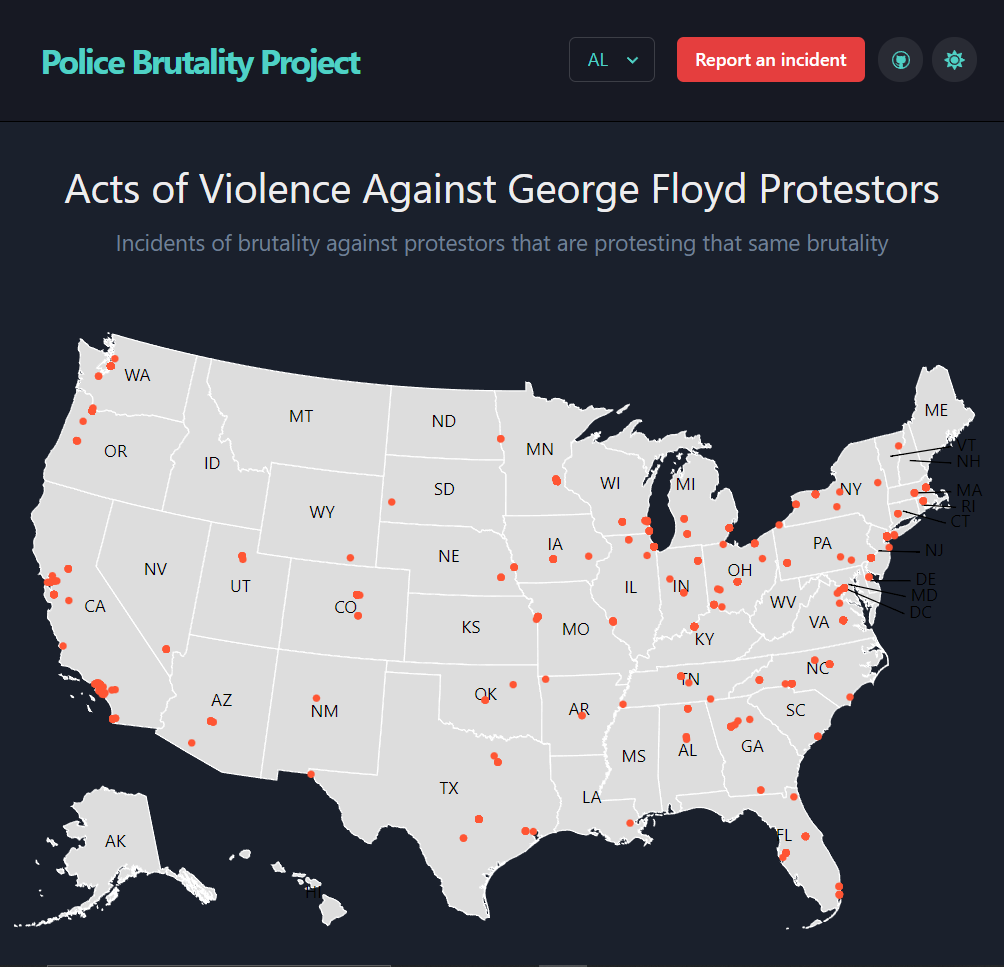 Police Brutality Project
AL
Report an incident
Acts of Violence Against George Floyd Protestors
Incidents of brutality against protestors that are protesting that same brutality
WA
MT
ND
ME
OR
ID
MN
VT
NH
SD
WI
MI
NY
MA
RI
WY
CT
NE
IA
PA
NJ
NV
UT
OH
DE
CA
CO
IL
IN
WV
MD
DC
KS
MO
KY
VA
AZ
NM
OK
AR
TN
NC
SC
TX
MS
AL
GA
LA
AK
FL
HI